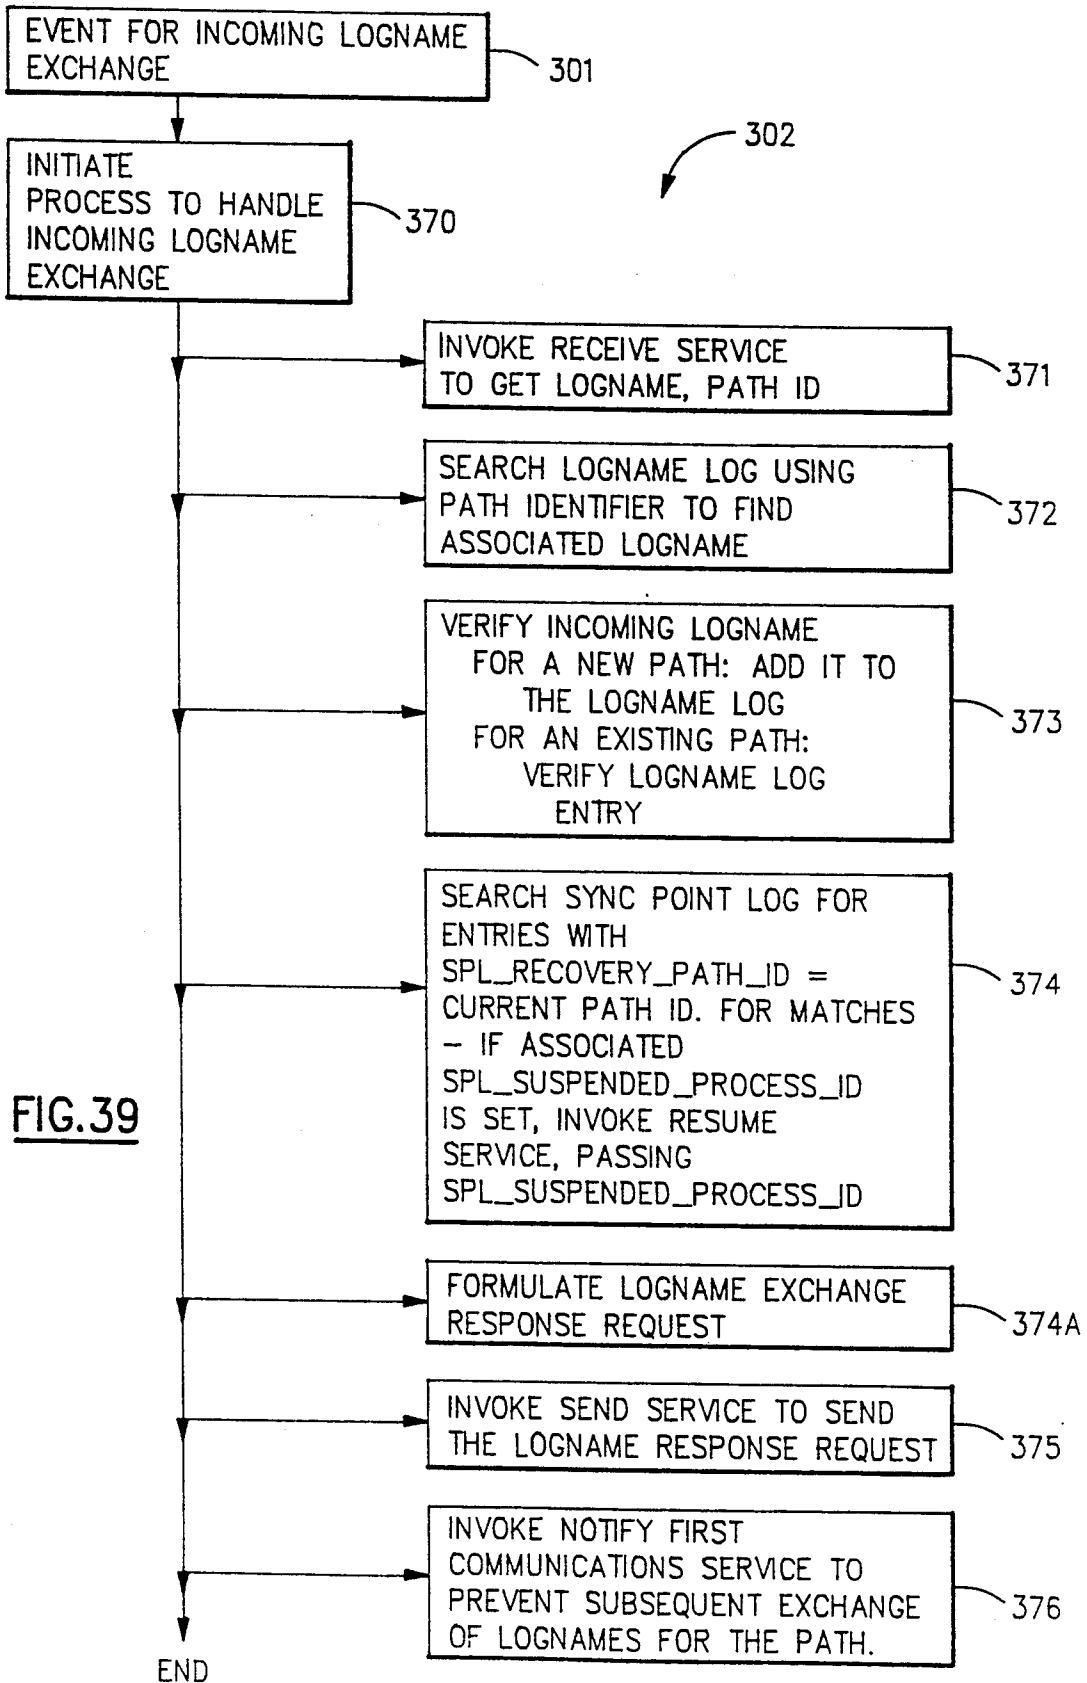 EVENT FOR INCOMING LOGNAME
EXCHANGE
301
302
INITIATE
PROCESS TO HANDLE
INCOMING LOGNAME
EXCHANGE
370
INVOKE RECEIVE SERVICE
TO GET LOGNAME, PATH ID
371
SEARCH LOGNAME LOG USING
PATH IDENTIFIER TO FIND
ASSOCIATED LOGNAME
372
VERIFY INCOMING LOGNAME
FOR A NEW PATH: ADD IT TO
THE LOGNAME LOG
FOR AN EXISTING PATH:
VERIFY LOGNAME LOG
ENTRY
373
SEARCH SYNC POINT LOG FOR
ENTRIES WITH
SPL_RECOVERY_PATH_ID =
CURRENT PATH ID. FOR MATCHES
– IF ASSOCIATED
SPL_SUSPENDED_PROCESS_ID
IS SET, INVOKE RESUME
SERVICE, PASSING
SPL_SUSPENDED_PROCESS_ID
374
FIG.39
FORMULATE LOGNAME EXCHANGE
RESPONSE REQUEST
374A
INVOKE SEND SERVICE TO SEND
THE LOGNAME RESPONSE REQUEST
375
INVOKE NOTIFY FIRST
COMMUNICATIONS SERVICE TO
PREVENT SUBSEQUENT EXCHANGE
OF LOGNAMES FOR THE PATH.
376
END